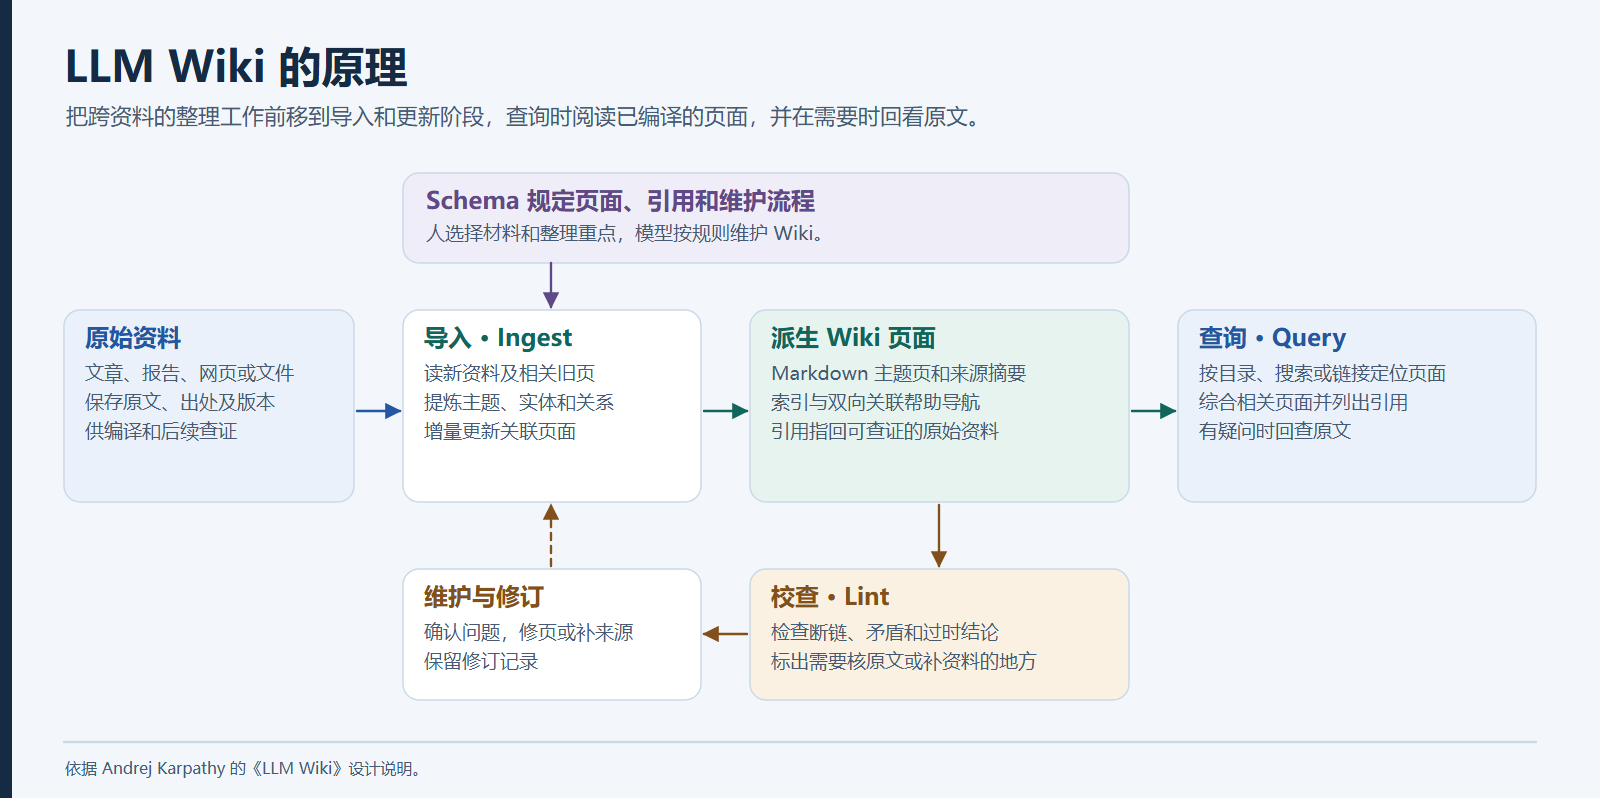 LLM Wiki 的原理
把跨资料的整理工作前移到导入和更新阶段，查询时阅读已编译的页面，并在需要时回看原文。
Schema 规定页面、引用和维护流程
人选择材料和整理重点，模型按规则维护 Wiki。
原始资料
文章、报告、网页或文件
保存原文、出处及版本
供编译和后续查证
导入 • Ingest
读新资料及相关旧页
提炼主题、实体和关系
增量更新关联页面
派生 Wiki 页面
Markdown 主题页和来源摘要
索引与双向关联帮助导航
引用指回可查证的原始资料
查询 • Query
按目录、搜索或链接定位页面
综合相关页面并列出引用
有疑问时回查原文
维护与修订
确认问题，修页或补来源
保留修订记录
校查 • Lint
检查断链、矛盾和过时结论
标出需要核原文或补资料的地方
依据 Andrej Karpathy 的《LLM Wiki》设计说明。